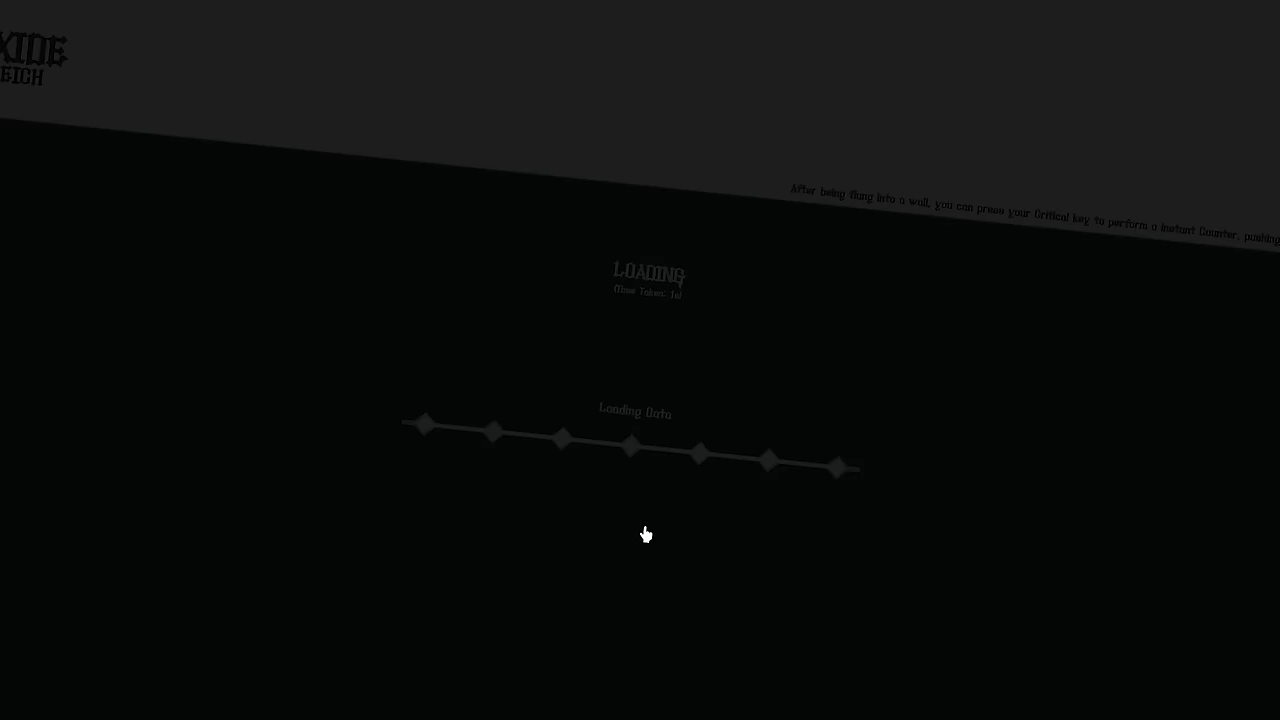 XIDE
EICH
After being flung into a wall, you can press your Critical key to perform a Instant Counter, pushing
LOADING
(Time Taken: 1s)
Loading Data